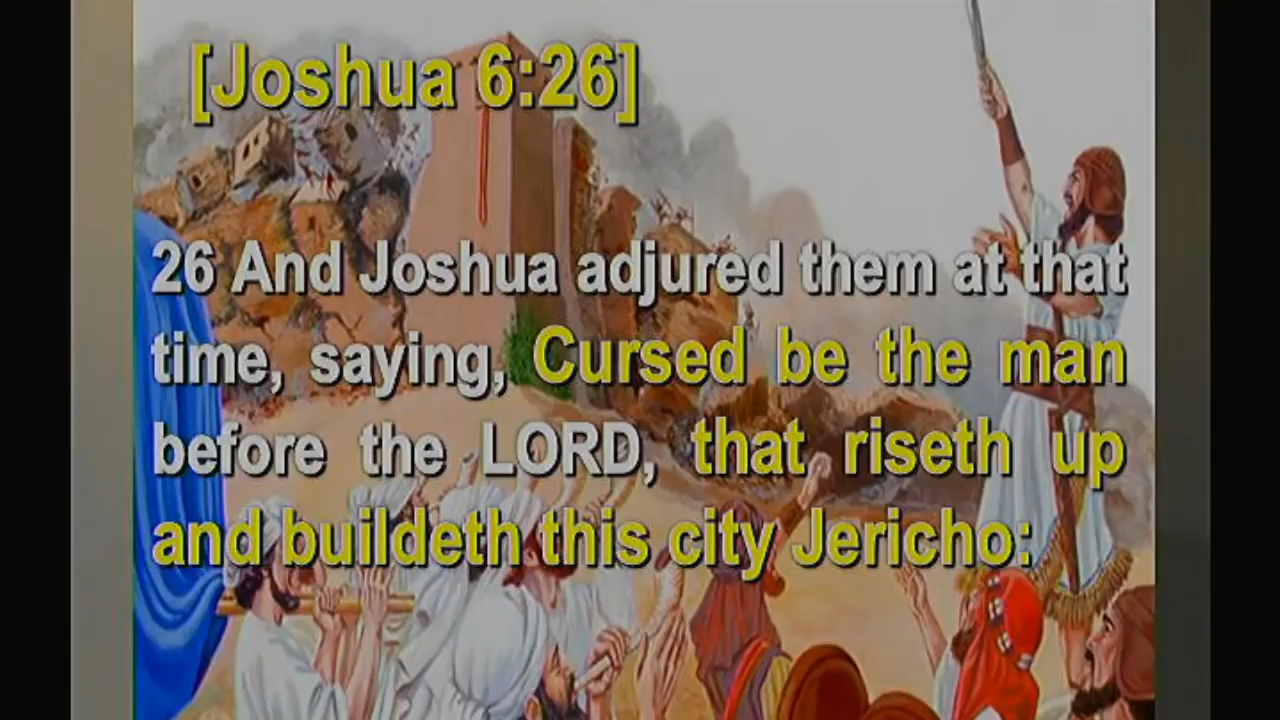 [Joshua 6:26]
26 And Joshua adjured them at that
time, saying, Cursed be the man
before the LORD, that riseth up
and buildeth this city Jericho: